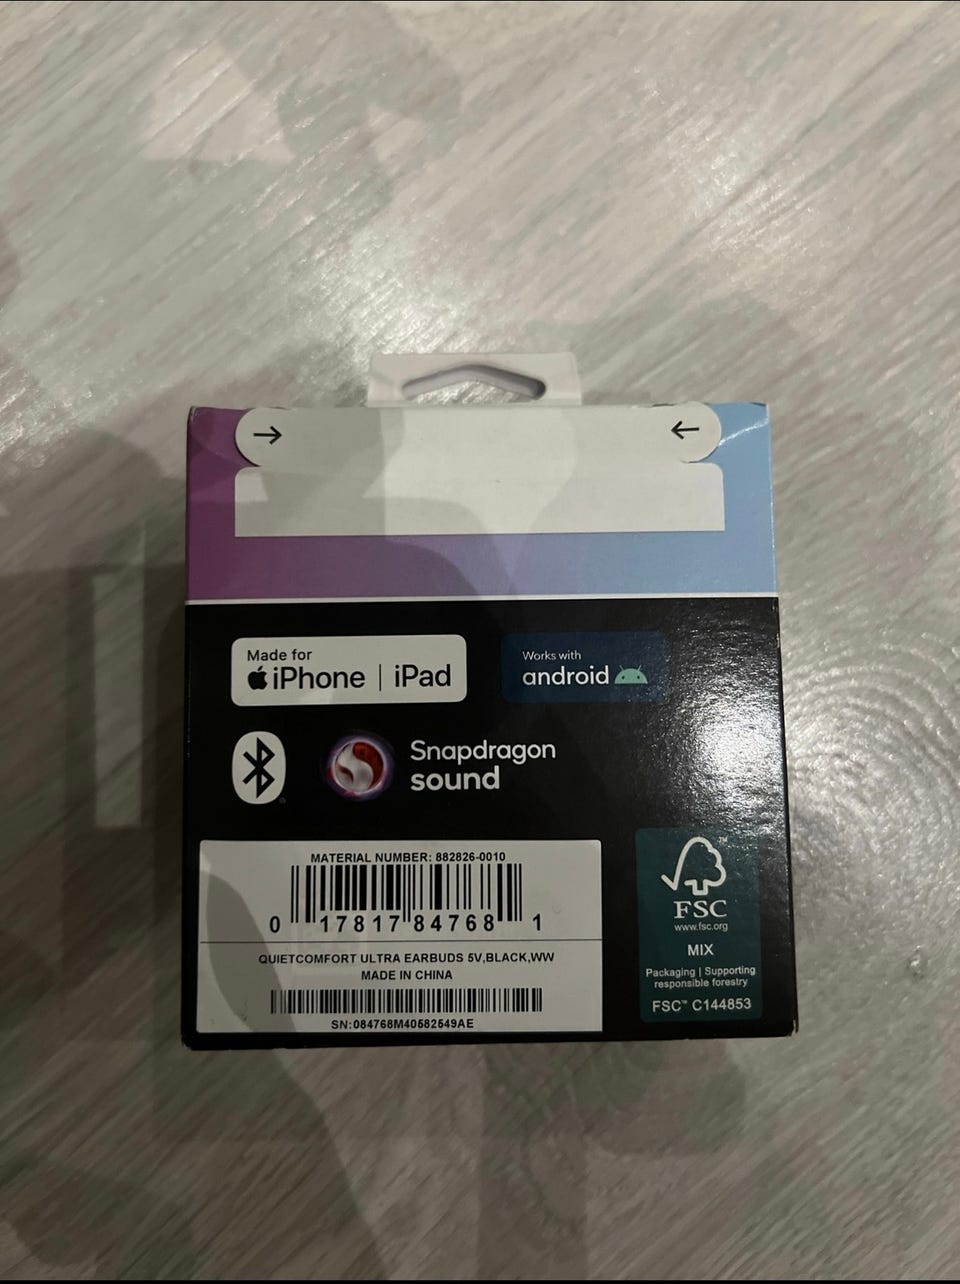 → ←
Made for
iPhone | iPad
Works with
android
Snapdragon
sound
MATERIAL NUMBER: 882826-0010
0 17817 84768 1
QUIETCOMFORT ULTRA EARBUDS 5V,BLACK,WW
MADE IN CHINA
SN:084768M40582549AE
™
FSC
www.fsc.org
MIX
Packaging | Supporting
responsible forestry
FSC™ C144853